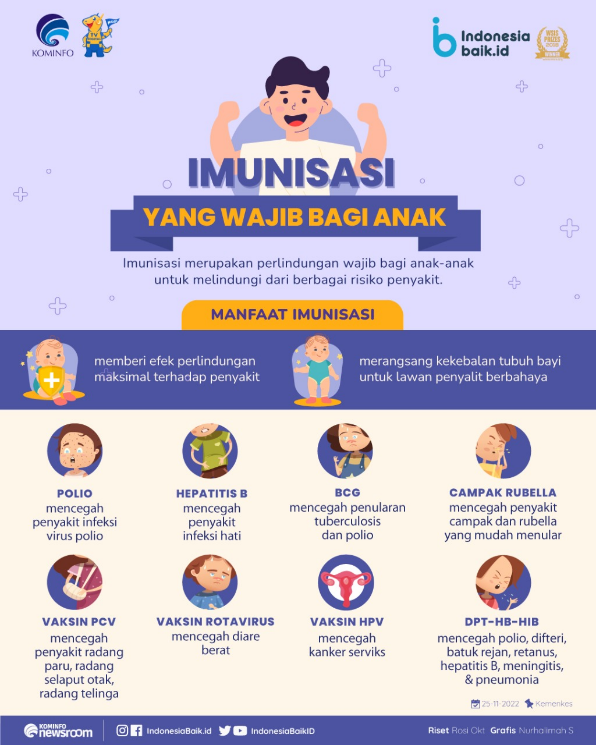 KOMINFO
Indonesia
baik.id
IMUNISASI
YANG WAJIB BAGI ANAK
Imunisasi merupakan perlindungan wajib bagi anak-anak
untuk melindungi dari berbagai risiko penyakit.
MANFAAT IMUNISASI
memberi efek perlindungan
maksimal terhadap penyakit
merangsang kekebalan tubuh bayi
untuk lawan penyalit berbahaya
POLIO
mencegah
penyakit infeksi
virus polio
HEPATITIS B
mencegah
penyakit
infeksi hati
BCG
mencegah penularan
tuberculosis
dan polio
CAMPAK RUBELLA
mencegah penyakit
campak dan rubella
yang mudah menular
VAKSIN PCV
mencegah
penyakit radang
paru, radang
selaput otak,
radang telinga
VAKSIN ROTAVIRUS
mencegah diare
berat
VAKSIN HPV
mencegah
kanker serviks
DPT-HB-HIB
mencegah polio, difteri,
batuk rejan, retanus,
hepatitis B, meningitis,
& pneumonia
25-11-2022 Kemenkes
KOMINFO
newsroom
IndonesiaBaik.id
IndonesiaBaikID
Riset Rosi Okt Grafis Nurhalimah S